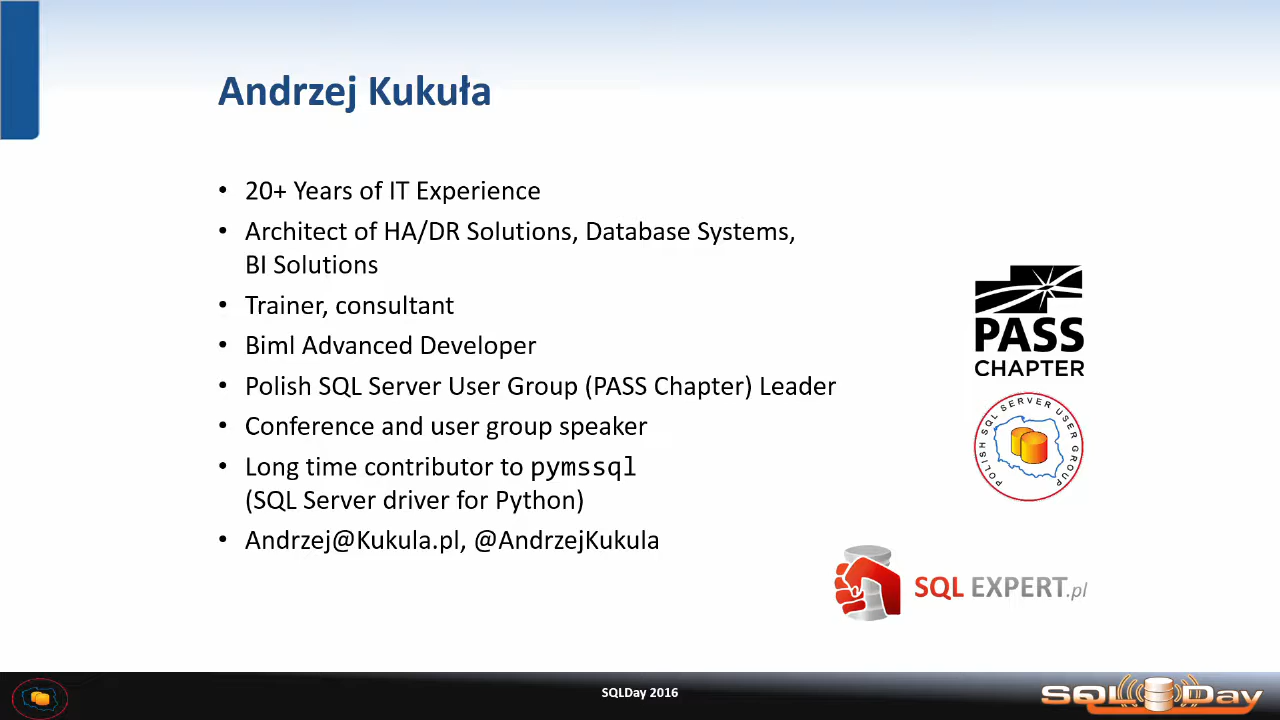 Andrzej Kukuła
• 20+ Years of IT Experience
• Architect of HA/DR Solutions, Database Systems,
BI Solutions
• Trainer, consultant
• Biml Advanced Developer
• Polish SQL Server User Group (PASS Chapter) Leader
• Conference and user group speaker
• Long time contributor to pymssql
(SQL Server driver for Python)
• Andrzej@Kukula.pl, @AndrzejKukula
PASS
CHAPTER
POLISH SQL SERVER USER GROUP
SQL EXPERT.pl
SQLDay 2016
SQL Day